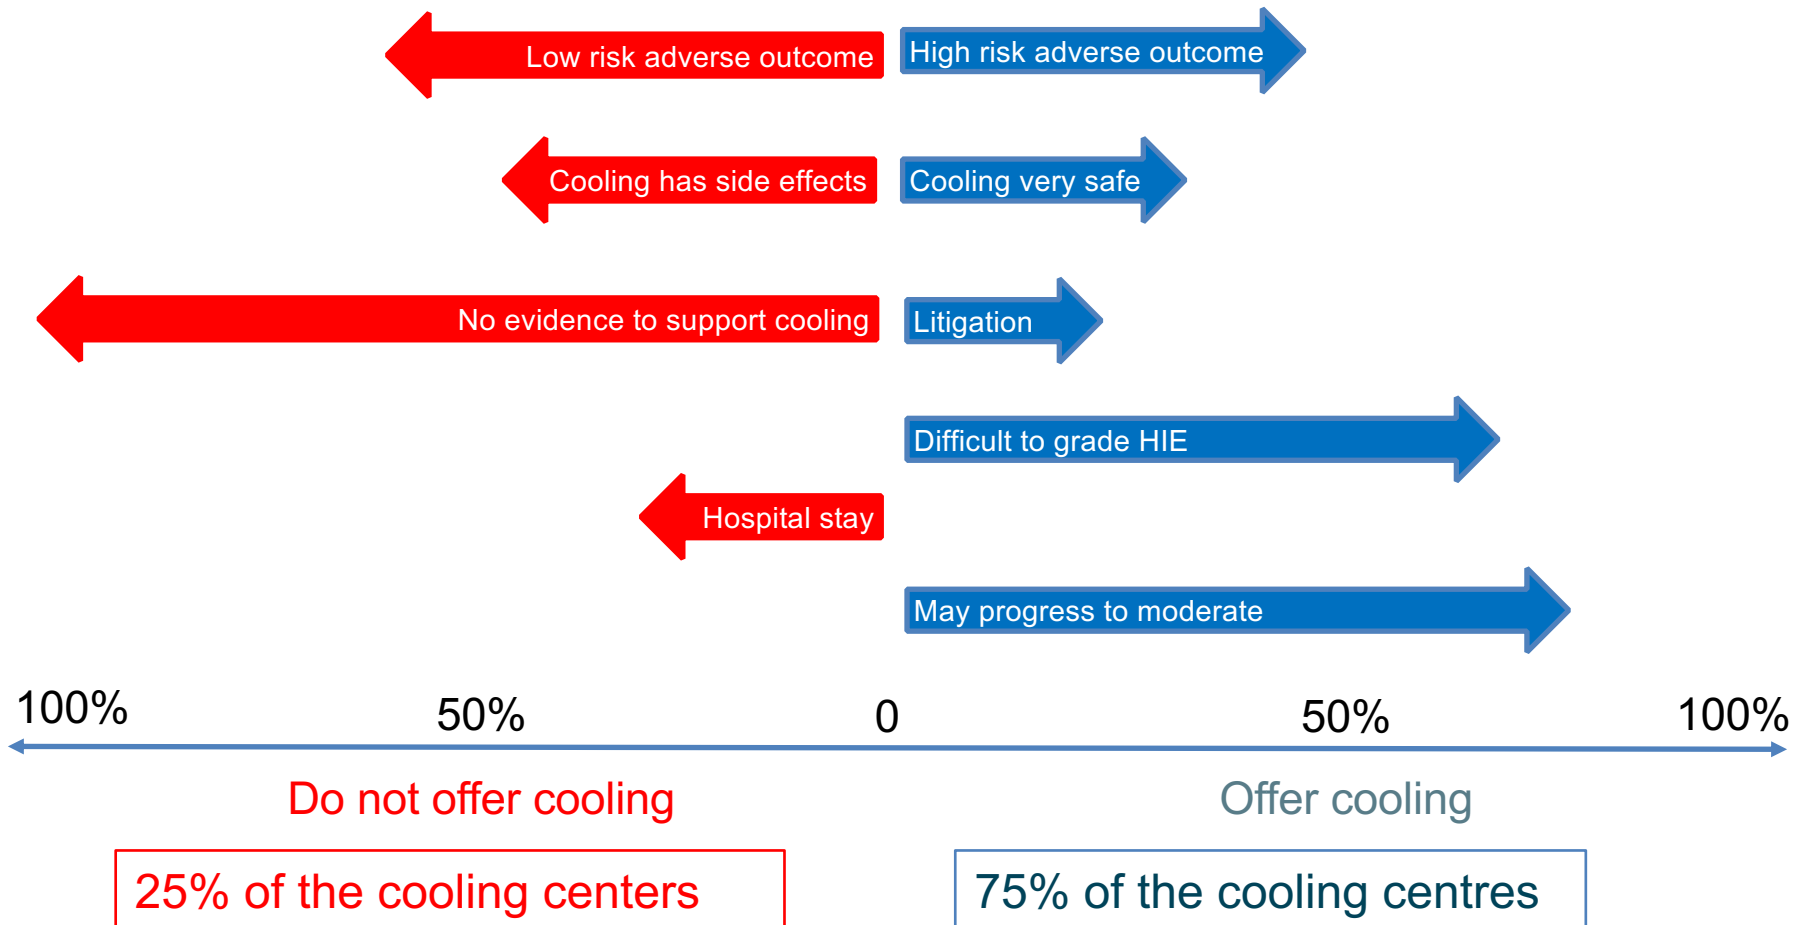 Low risk adverse outcome
High risk adverse outcome
Cooling has side effects
Cooling very safe
No evidence to support cooling
Litigation
Difficult to grade HIE
Hospital stay
May progress to moderate
100%
50%
0
50%
100%
Do not offer cooling
Offer cooling
25% of the cooling centers
75% of the cooling centres